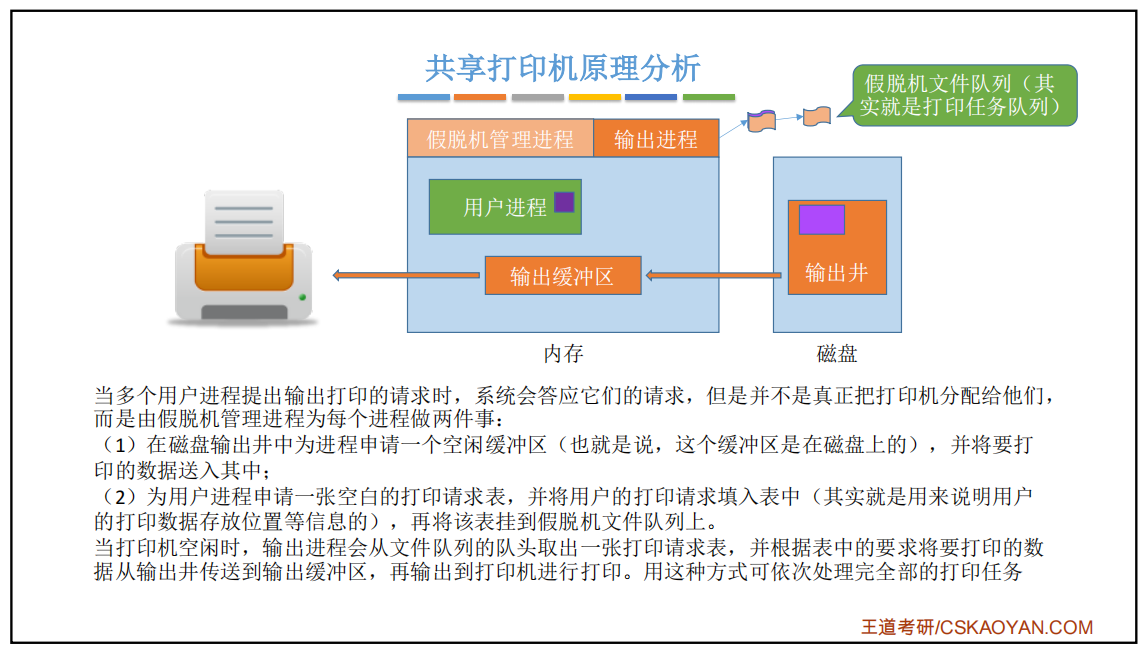 共享打印机原理分析
假脱机文件队列（其
实就是打印任务队列）
假脱机管理进程
输出进程
用户进程
输出缓冲区
输出井
内存
磁盘
当多个用户进程提出输出打印的请求时，系统会答应它们的请求，但是并不是真正把打印机分配给他们，
而是由假脱机管理进程为每个进程做两件事：
（1）在磁盘输出井中为进程申请一个空闲缓冲区（也就是说，这个缓冲区是在磁盘上的），并将要打
印的数据送入其中；
（2）为用户进程申请一张空白的打印请求表，并将用户的打印请求填入表中（其实就是用来说明用户
的打印数据存放位置等信息的），再将该表挂到假脱机文件队列上。
当打印机空闲时，输出进程会从文件队列的队头取出一张打印请求表，并根据表中的要求将要打印的数
据从输出井传送到输出缓冲区，再输出到打印机进行打印。用这种方式可依次处理完全部的打印任务
王道考研/CSKAOYAN.COM